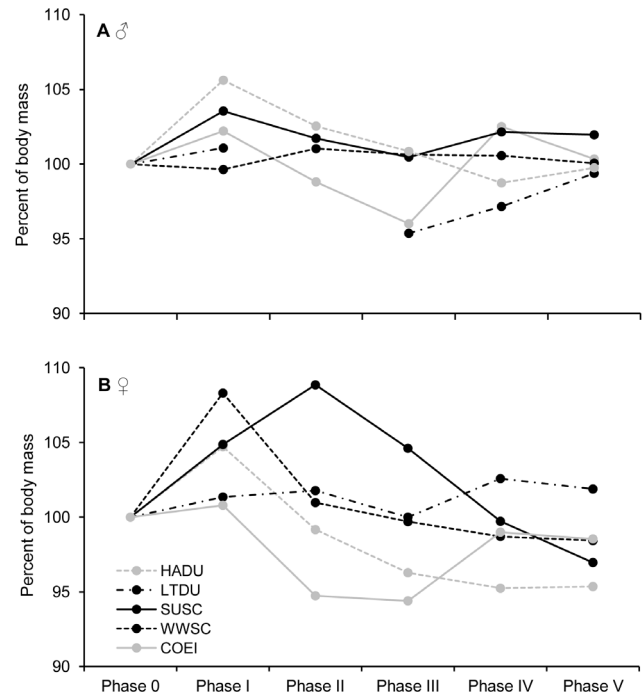 110
A ♂
105
100
95
90
Percent of body mass
110
B ♀
105
100
95
90
Percent of body mass
HADU
LTDU
SUSC
WWSC
COEI
Phase 0 Phase I Phase II Phase III Phase IV Phase V